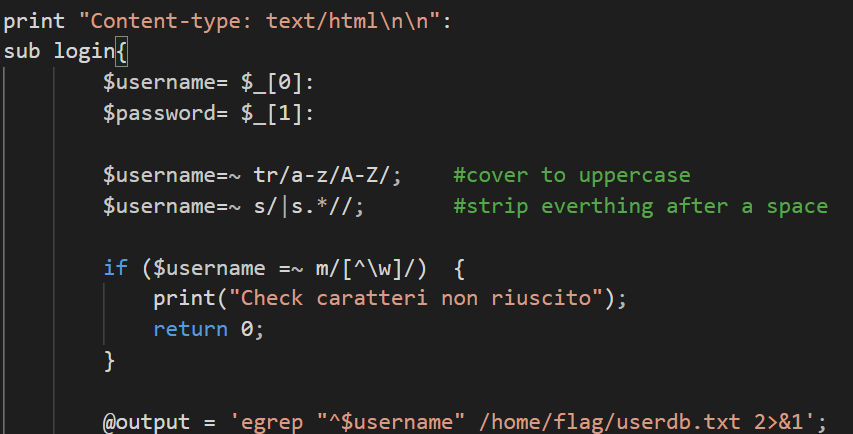 print "Content-type: text/html\n\n":
sub login{
$username= $_[0]:
$password= $_[1]:
$username=~ tr/a-z/A-Z/; #cover to uppercase
$username=~ s/|s.*//; #strip everthing after a space
if ($username =~ m/[^\w]/) {
print("Check caratteri non riuscito");
return 0;
}
@output = 'egrep "^$username" /home/flag/userdb.txt 2>&1';